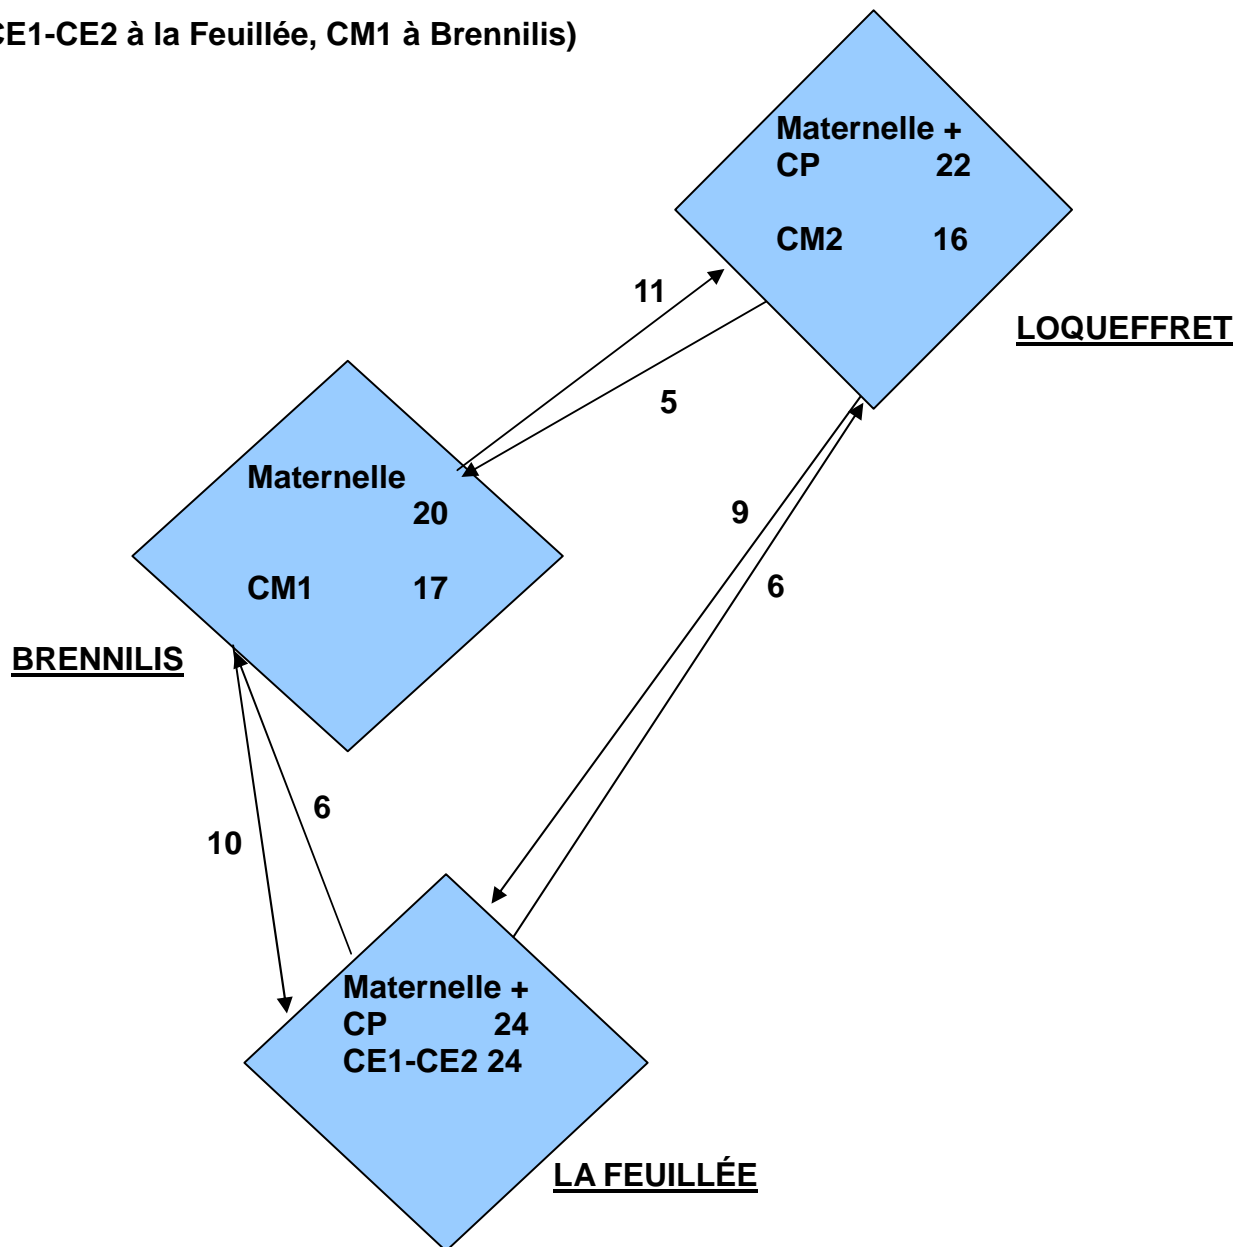 CE1-CE2 à la Feuillée, CM1 à Brennilis)
Maternelle +
CP 22
CM2 16
LOQUEFFRET
11
5
Maternelle
20
CM1 17
BRENNILIS
9
6
6
10
Maternelle +
CP 24
CE1-CE2 24
LA FEUILLÉE